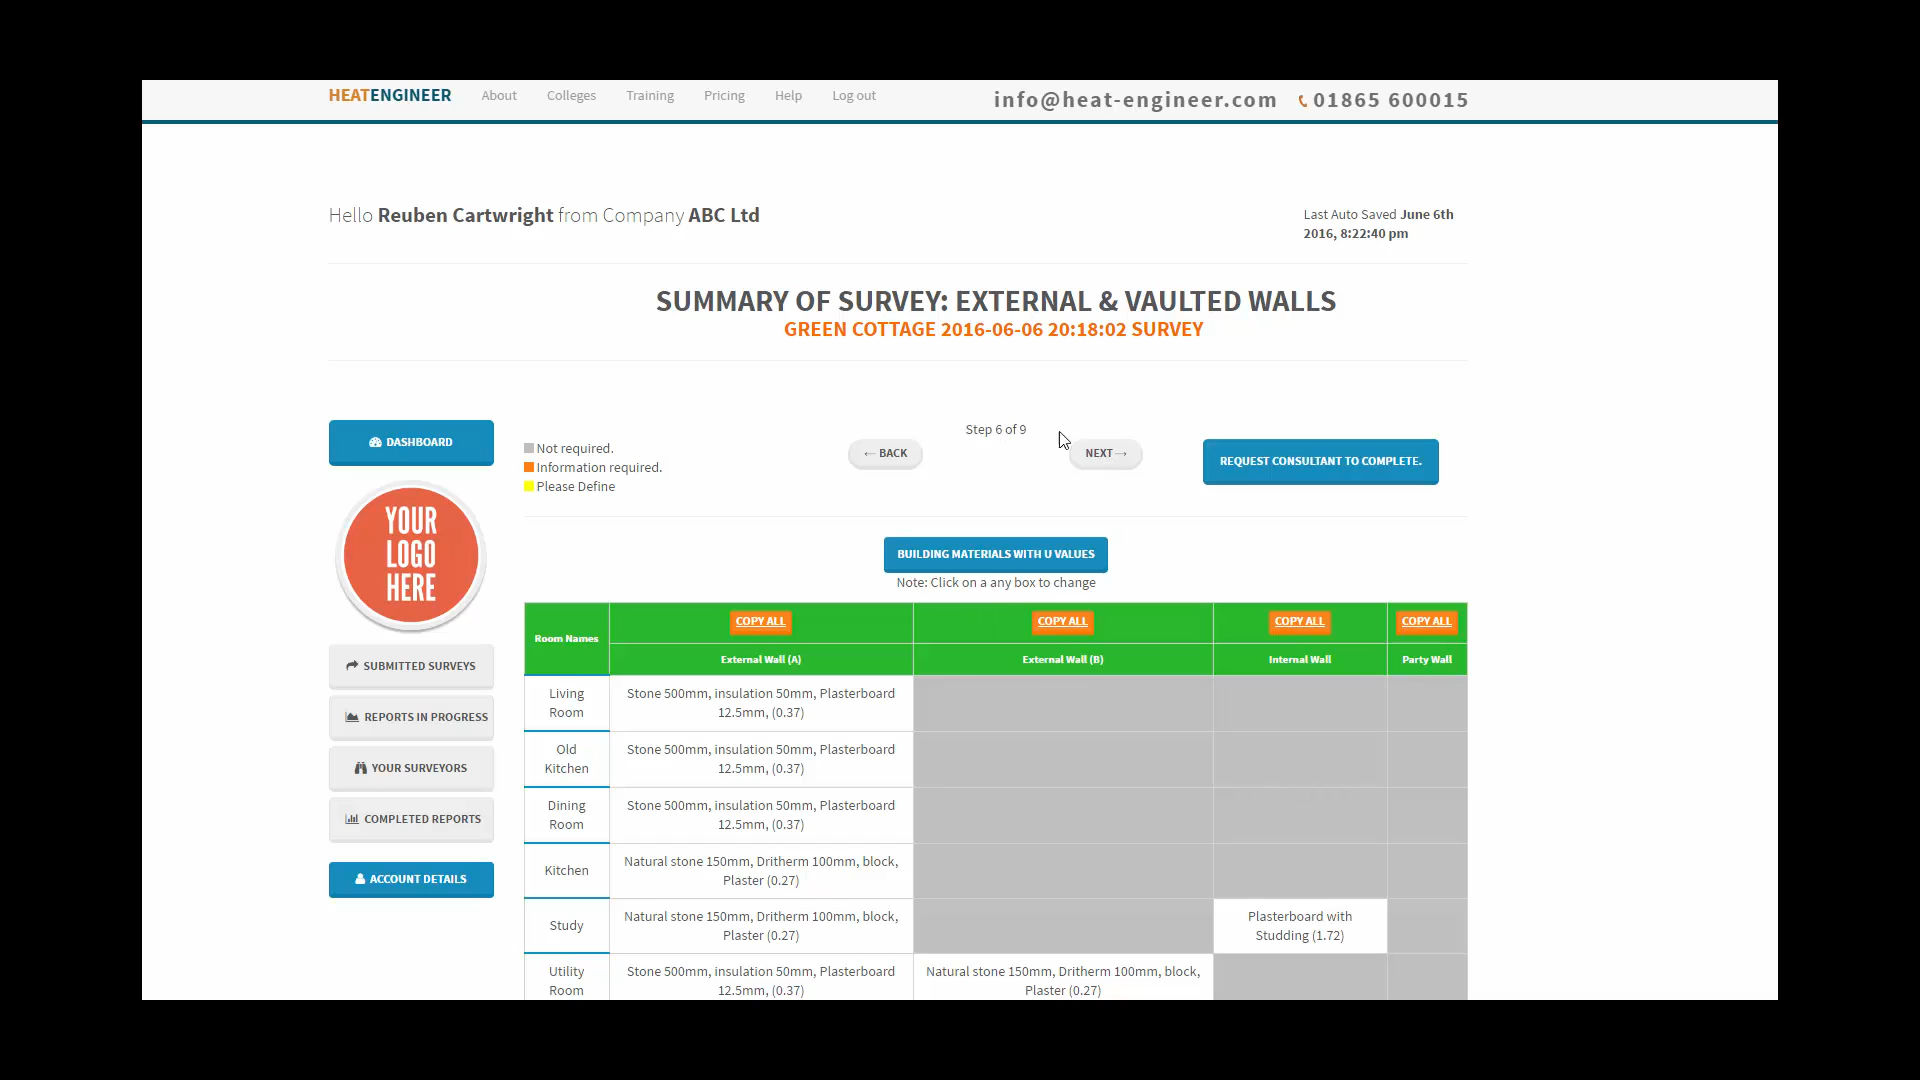 HEATENGINEER About Colleges Training Pricing Help Log out info@heat-engineer.com 01865 600015
Hello Reuben Cartwright from Company ABC Ltd
Last Auto Saved June 6th
2016, 8:22:40 pm
SUMMARY OF SURVEY: EXTERNAL & VAULTED WALLS
GREEN COTTAGE 2016-06-06 20:18:02 SURVEY
DASHBOARD
YOUR
LOGO
HERE
SUBMITTED SURVEYS
REPORTS IN PROGRESS
YOUR SURVEYORS
COMPLETED REPORTS
ACCOUNT DETAILS
Not required.
Information required.
Please Define
Step 6 of 9
← BACK
NEXT →
REQUEST CONSULTANT TO COMPLETE.
BUILDING MATERIALS WITH U VALUES
Note: Click on a any box to change
Room Names
COPY ALL COPY ALL COPY ALL COPY ALL
External Wall (A) External Wall (B) Internal Wall Party Wall
Living
Room
Stone 500mm, insulation 50mm, Plasterboard
12.5mm, (0.37)
Old
Kitchen
Stone 500mm, insulation 50mm, Plasterboard
12.5mm, (0.37)
Dining
Room
Stone 500mm, insulation 50mm, Plasterboard
12.5mm, (0.37)
Kitchen
Natural stone 150mm, Dritherm 100mm, block,
Plaster (0.27)
Study
Natural stone 150mm, Dritherm 100mm, block,
Plaster (0.27)
Plasterboard with
Studding (1.72)
Utility
Room
Stone 500mm, insulation 50mm, Plasterboard
12.5mm, (0.37)
Natural stone 150mm, Dritherm 100mm, block,
Plaster (0.27)